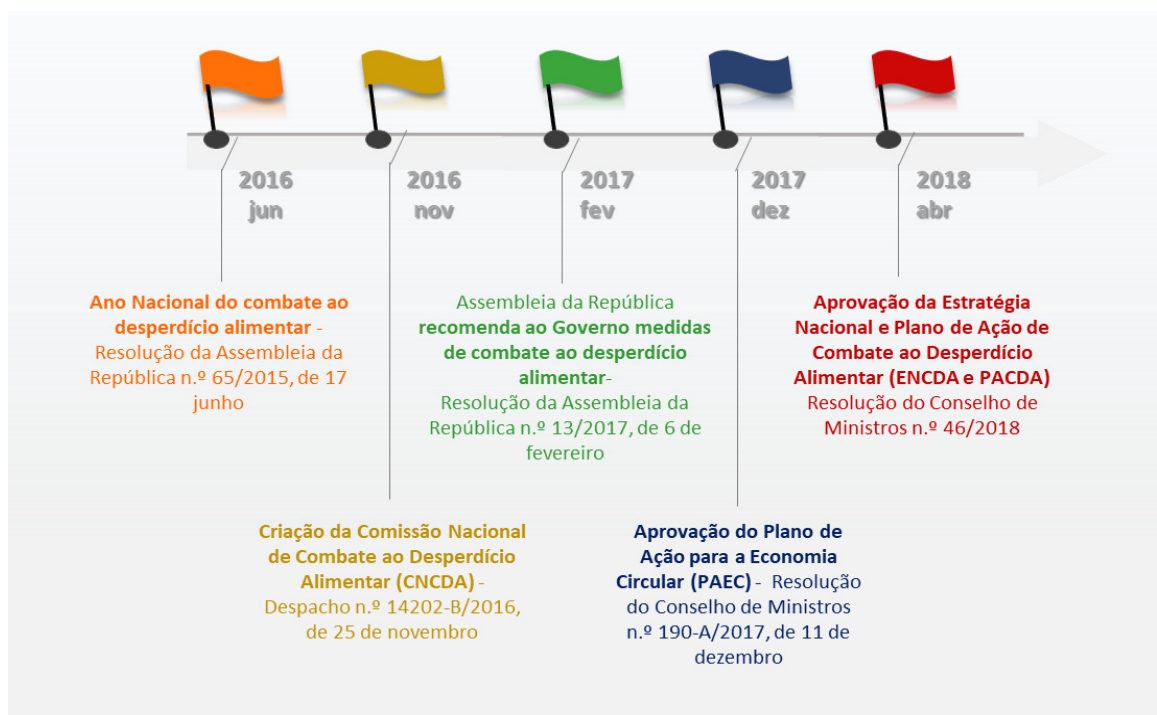 2016
jun
2016
nov
2017
fev
2017
dez
2018
abr
Ano Nacional do combate ao
desperdício alimentar -
Resolução da Assembleia da
República n.º 65/2015, de 17
junho
Assembleia da República
recomenda ao Governo medidas
de combate ao desperdício
alimentar-
Resolução da Assembleia da
República n.º 13/2017, de 6 de
fevereiro
Aprovação da Estratégia
Nacional e Plano de Ação de
Combate ao Desperdício
Alimentar (ENCDA e PACDA)
Resolução do Conselho de
Ministros n.º 46/2018
Criação da Comissão Nacional
de Combate ao Desperdício
Alimentar (CNCDA) -
Despacho n.º 14202-B/2016,
de 25 de novembro
Aprovação do Plano de
Ação para a Economia
Circular (PAEC) - Resolução
do Conselho de Ministros
n.º 190-A/2017, de 11 de
dezembro